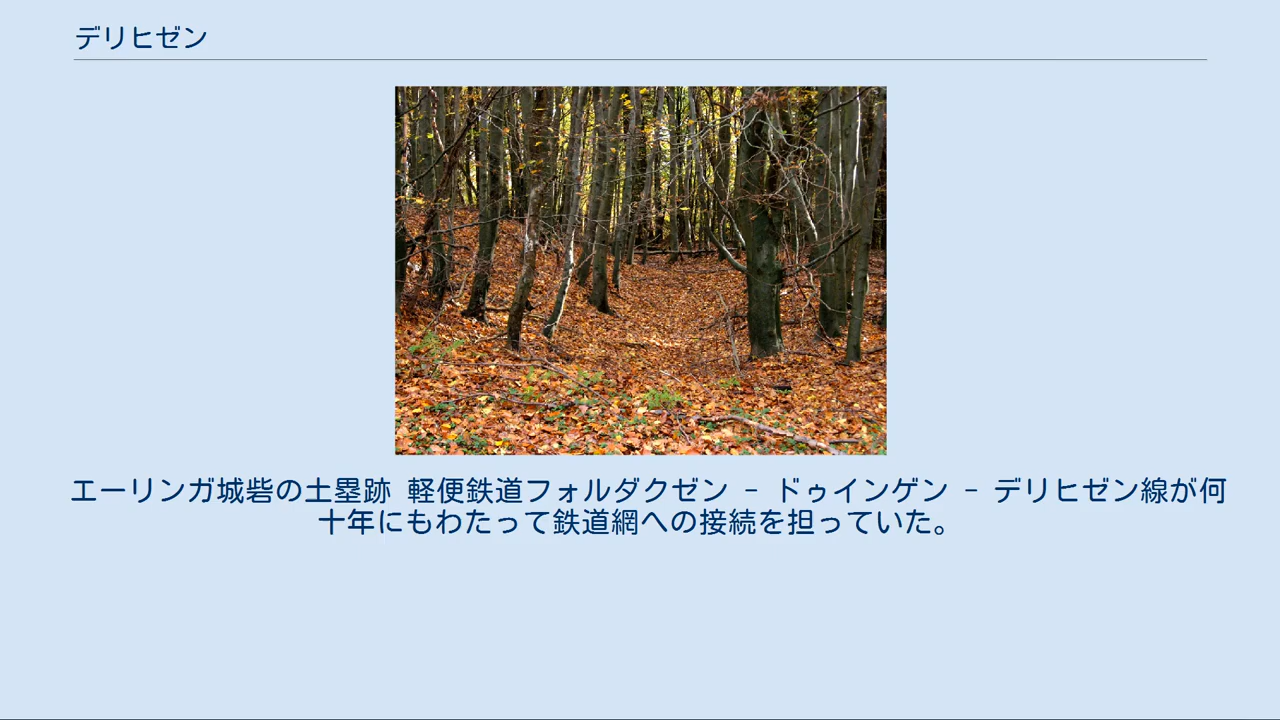 デリヒゼン
エーリンガ城砦の土塁跡 軽便鉄道フォルダクゼン - ドゥインゲン - デリヒゼン線が何
十年にもわたって鉄道網への接続を担っていた。